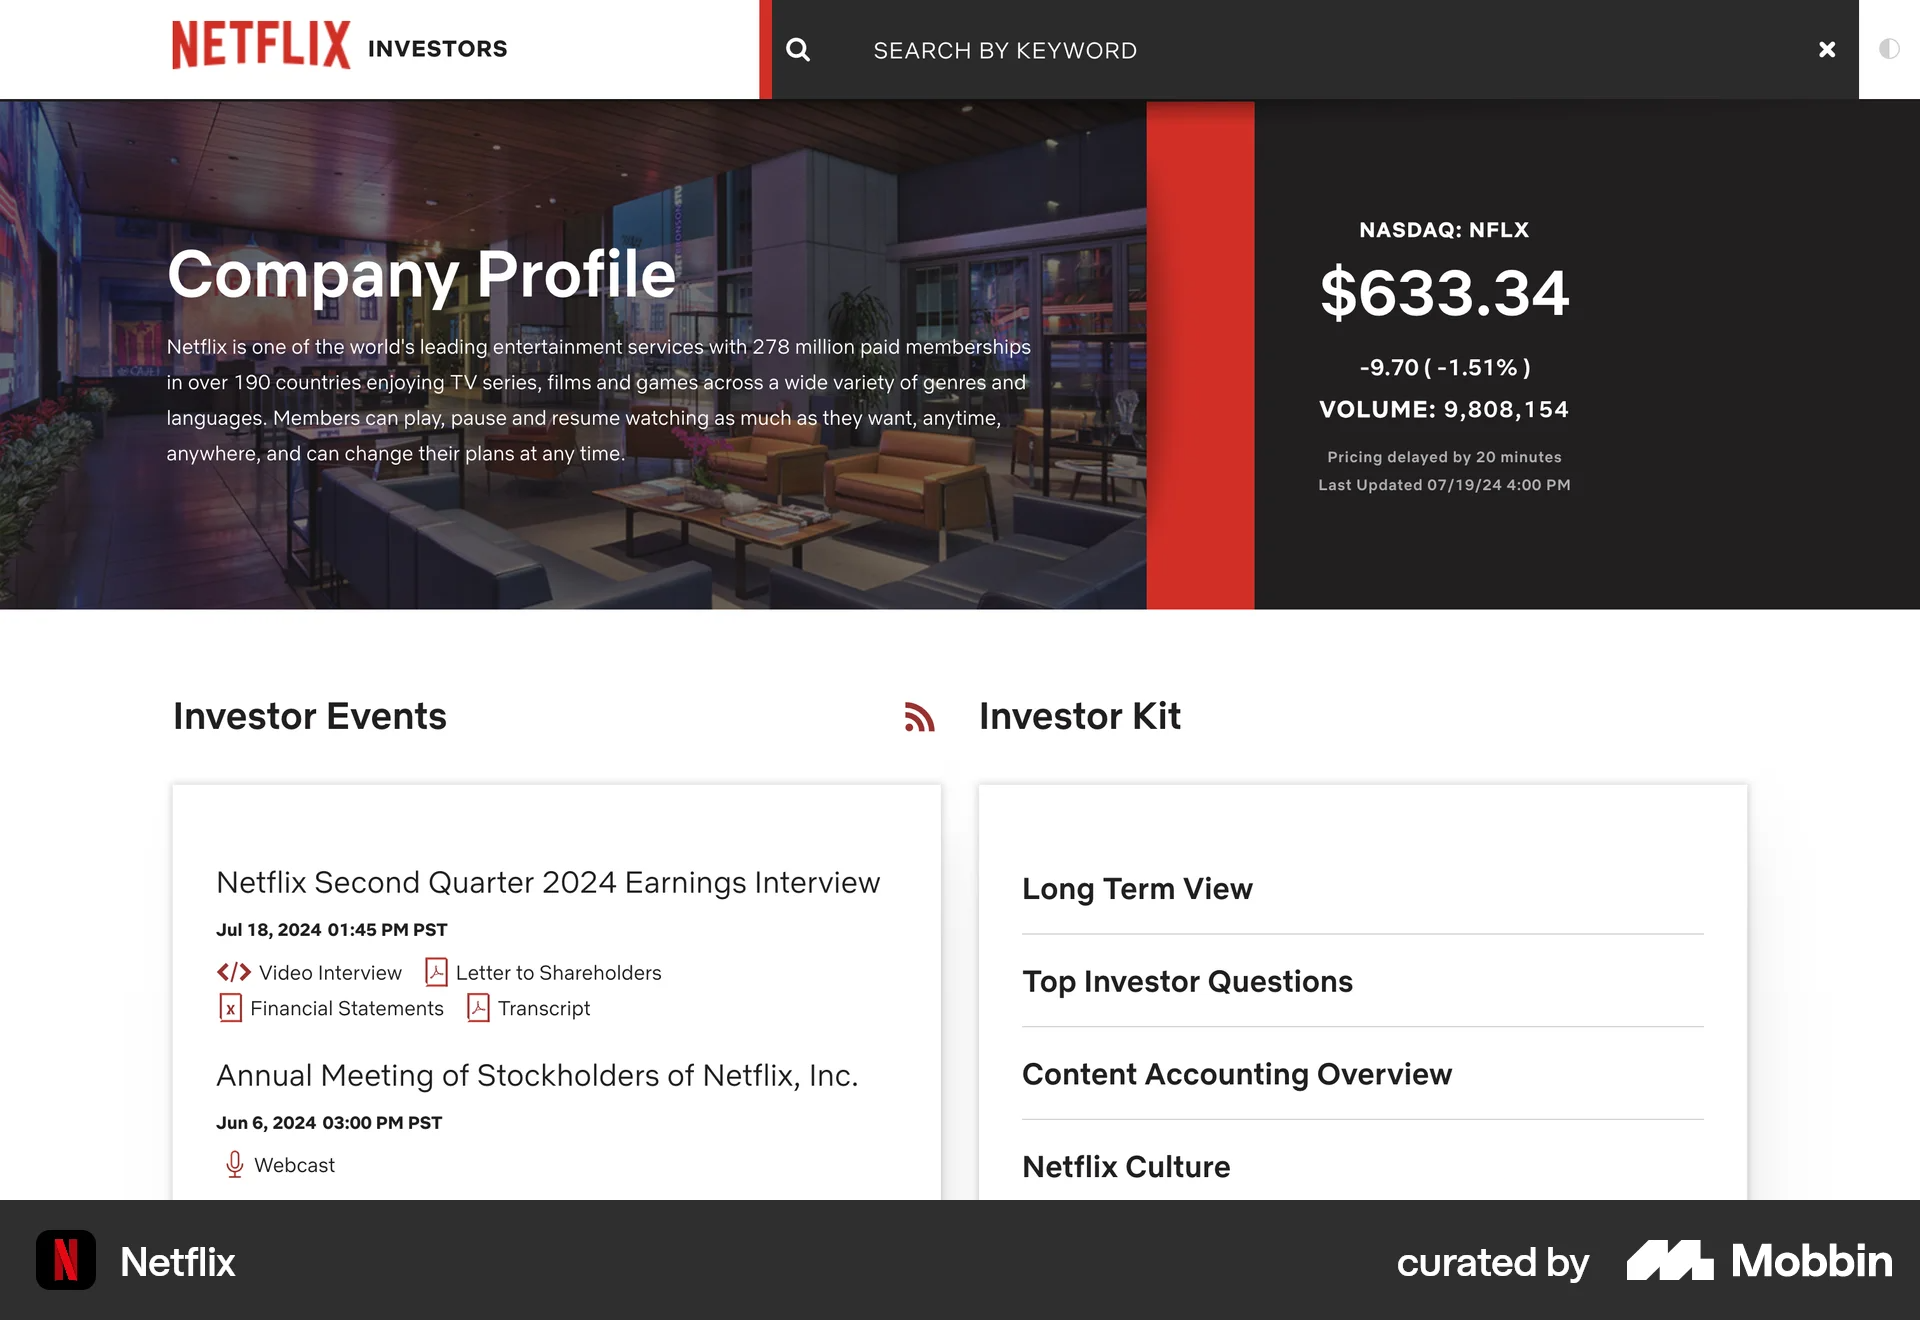 NETFLIX INVESTORS
SEARCH BY KEYWORD
Company Profile
Netflix is one of the world's leading entertainment services with 278 million paid memberships
in over 190 countries enjoying TV series, films and games across a wide variety of genres and
languages. Members can play, pause and resume watching as much as they want, anytime,
anywhere, and can change their plans at any time.
NASDAQ: NFLX
$633.34
-9.70 ( -1.51% )
VOLUME: 9,808,154
Pricing delayed by 20 minutes
Last Updated 07/19/24 4:00 PM
Investor Events
Netflix Second Quarter 2024 Earnings Interview
Jul 18, 2024 01:45 PM PST
Video Interview Letter to Shareholders
Financial Statements Transcript
Annual Meeting of Stockholders of Netflix, Inc.
Jun 6, 2024 03:00 PM PST
Webcast
Investor Kit
Long Term View
Top Investor Questions
Content Accounting Overview
Netflix Culture
Netflix
curated by Mobbin